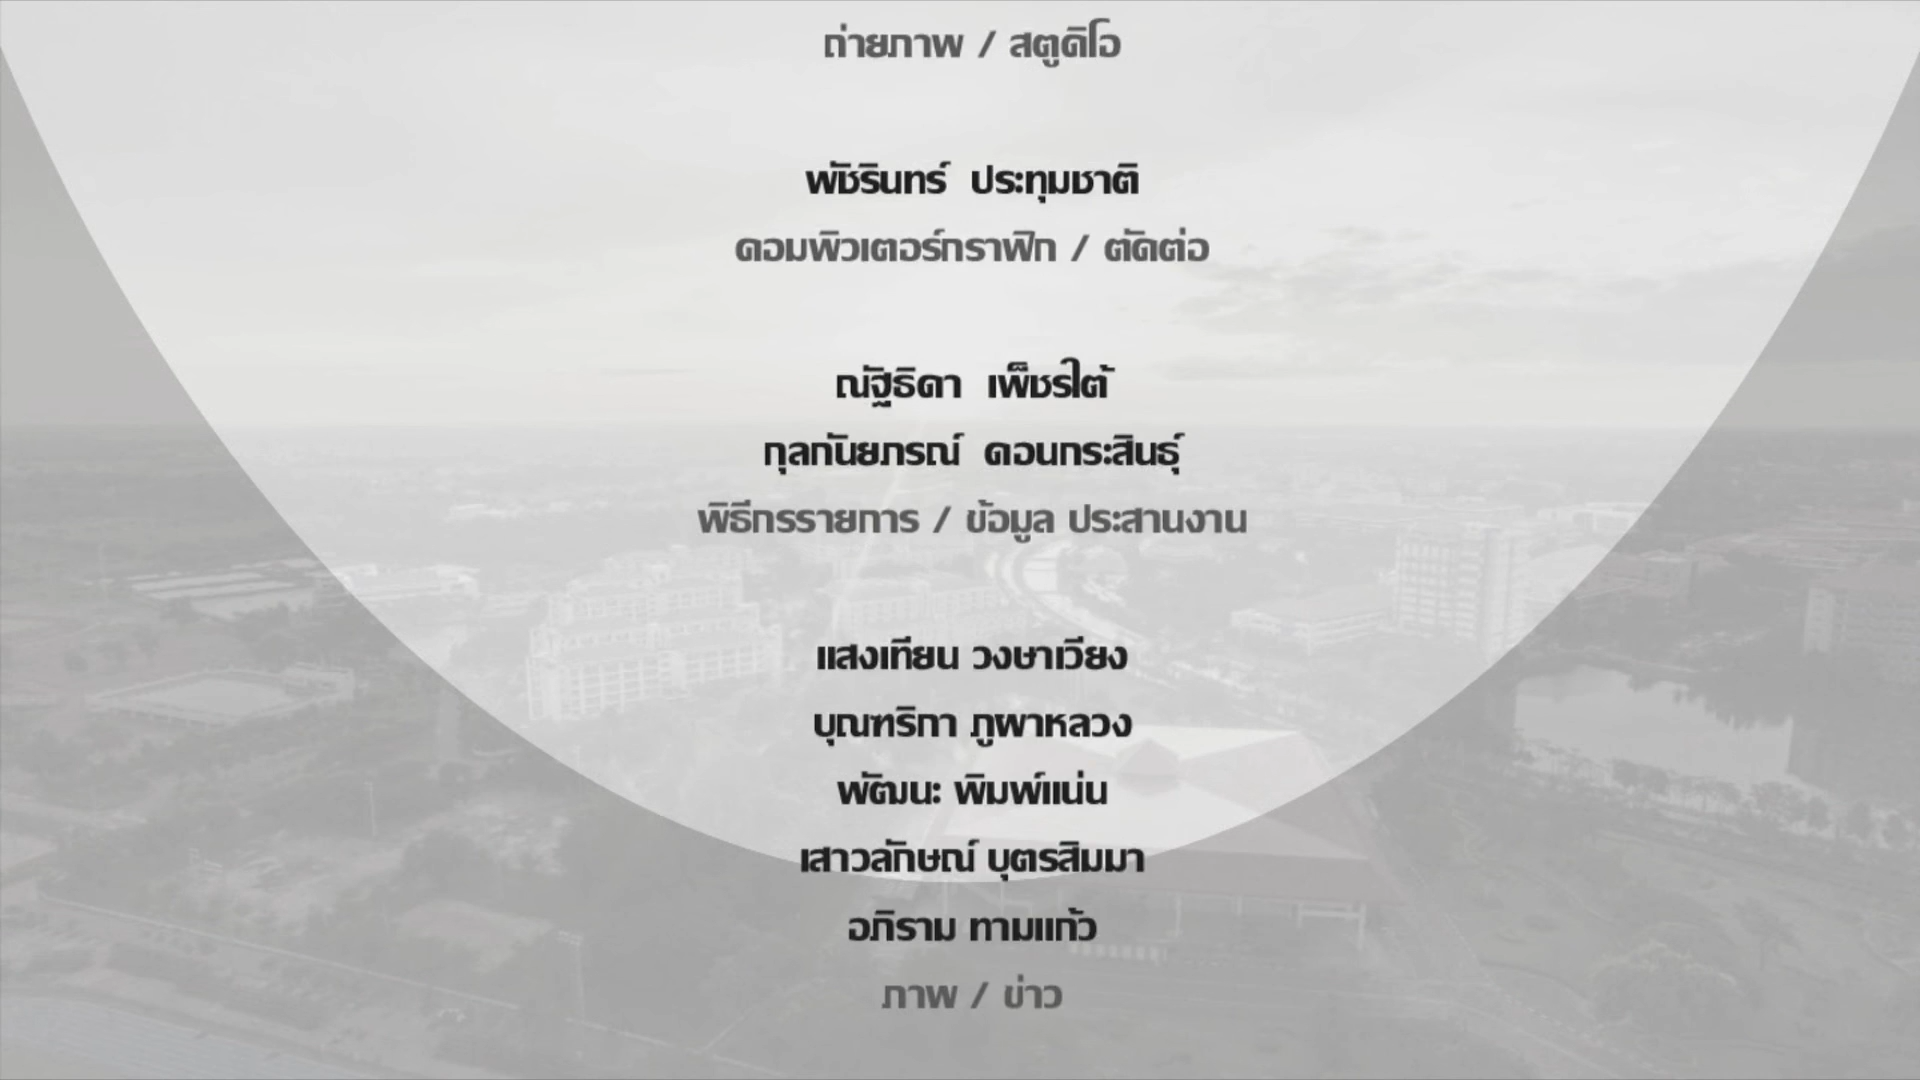 ถ่ายภาพ / สตูดิโอ
พัชรินทร์ ประทุมชาติ
คอมพิวเตอร์กราฟิก / ตัดต่อ
ณัฐธิดา เพ็ชรใต้
กุลกันยภรณ์ ดอนกระสินธุ์
พิธีกรรายการ / ข้อมูล ประสานงาน
แสงเทียน วงษาเวียง
บุณฑริกา ภูผาหลวง
พัฒนะ พิมพ์แน่น
เสาวลักษณ์ บุตรสิมมา
อภิราม ทามแก้ว
ภาพ / ข่าว